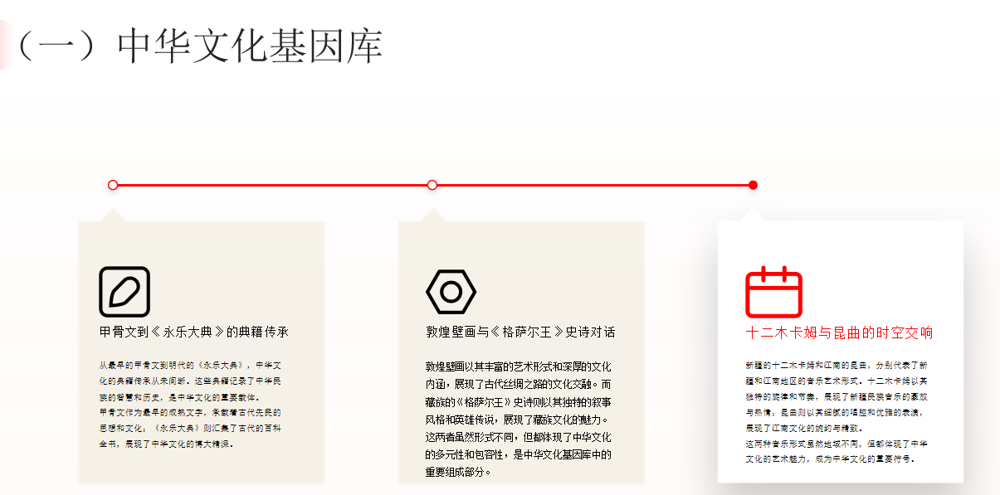 （一）中华文化基因库
甲骨文到《永乐大典》的典籍传承
从最早的甲骨文到明代的《永乐大典》，中华文
化的典籍传承从未间断。这些典籍记录了中华民
族的智慧和历史，是中华文化的重要载体。
甲骨文作为最早的成熟文字，承载着古代先民的
思想和文化；《永乐大典》则汇集了古代的百科
全书，展现了中华文化的博大精深。
敦煌壁画与《格萨尔王》史诗对话
敦煌壁画以其丰富的艺术形式和深厚的文化
内涵，展现了古代丝绸之路的文化交融。而
藏族的《格萨尔王》史诗则以其独特的叙事
风格和英雄传说，展现了藏族文化的魅力。
这两者虽然形式不同，但都体现了中华文化
的多元性和包容性，是中华文化基因库中的
重要组成部分。
十二木卡姆与昆曲的时空交响
新疆的十二木卡姆和江南的昆曲，分别代表了新
疆和江南地区的音乐艺术形式。十二木卡姆以其
独特的旋律和节奏，展现了新疆民族音乐的豪放
与热情；昆曲则以其细腻的唱腔和优雅的表演，
展现了江南文化的婉约与精致。
这两种音乐形式虽然地域不同，但都体现了中华
文化的艺术魅力，成为中华文化的重要符号。